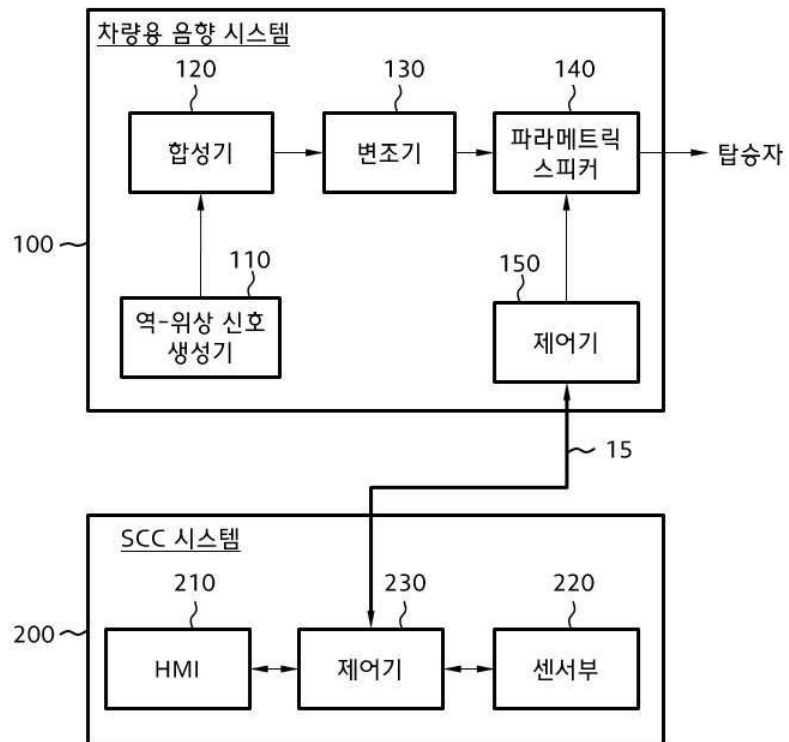 차량용 음향 시스템
120
130
140
합성기
변조기
파라메트릭
스피커
탑승자
100
110
150
역-위상 신호
생성기
제어기
15
SCC 시스템
210
230
220
200
HMI
제어기
센서부